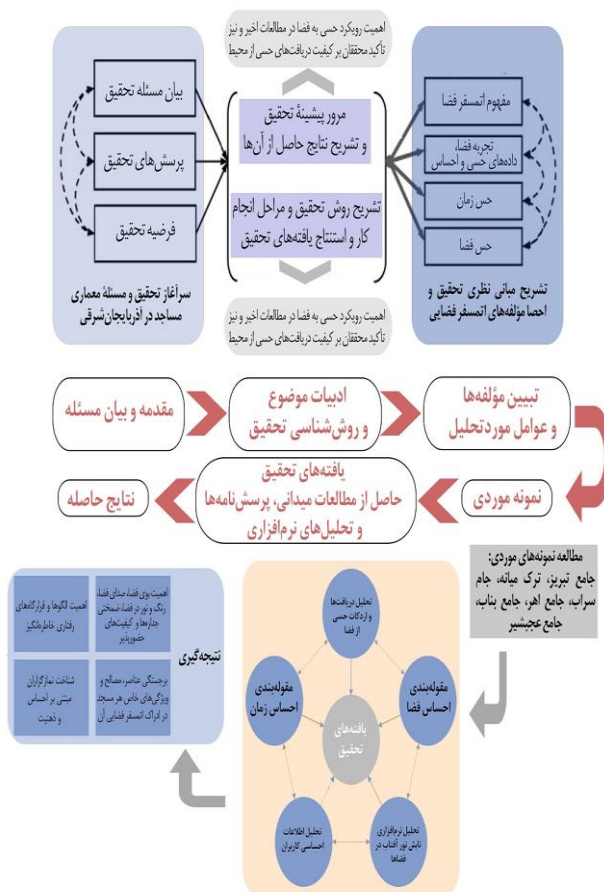 اهمیت رویکرد حسی به فضا در مطالعات اخیر و نیز
تأکید محققان بر کیفیت دریافت‌های حسی از محیط
بیان مسئله تحقیق
پرسش‌های تحقیق
فرضیه تحقیق
سرآغاز تحقیق و مسئلهٔ معماری
مساجد در آذربایجان‌شرقی
مرور پیشینهٔ تحقیق
و تشریح نتایج حاصل از آن‌ها
تشریح روش تحقیق و مراحل انجام
کار و استنتاج یافته‌های تحقیق
مفهوم اتمسفر فضا
تجربه فضا،
داده‌های حسی و احساس
حس زمان
حس فضا
تشریح مبانی نظری تحقیق و
احصا مؤلفه‌های اتمسفر فضایی
اهمیت رویکرد حسی به فضا در مطالعات اخیر و نیز
تأکید محققان بر کیفیت دریافت‌های حسی از محیط
مقدمه و بیان مسئله
ادبیات موضوع
و روش‌شناسی تحقیق
تبیین مؤلفه‌ها
و عوامل موردتحلیل
نمونه موردی
یافته‌های تحقیق
حاصل از مطالعات میدانی، پرسش‌نامه‌ها
و تحلیل‌های نرم‌افزاری
نتایج حاصله
مطالعه نمونه‌های موردی:
جامع تبریز، ترک میانه، جام
سراب، جامع اهر، جامع بناب،
جامع عجبشیر
تحلیل دریافت‌ها
و ادرکات حسی
از فضا
مقوله‌بندی
احساس فضا
مقوله‌بندی
احساس زمان
یافته‌های
تحقیق
تحلیل نرم‌افزاری
تابش نور آفتاب در
فضاها
تحلیل اطلاعات
احساسی کاربران
نتیجه‌گیری
اهمیت بوی فضا، صدای فضا،
رنگ و نور در فضا، ضمختی
جداره‌ها و کیفیت‌های
حضورپذیر
اهمیت الگوها و قرارگاه‌های
رفتاری خاطره‌انگیز
برجستگی عناصر، مصالح و
ویژگی‌های خاص هر مسجد
در ادراک اتمسفر فضایی آن
شناخت نمازگزاران
مبتنی بر احساس
و ذهنیت